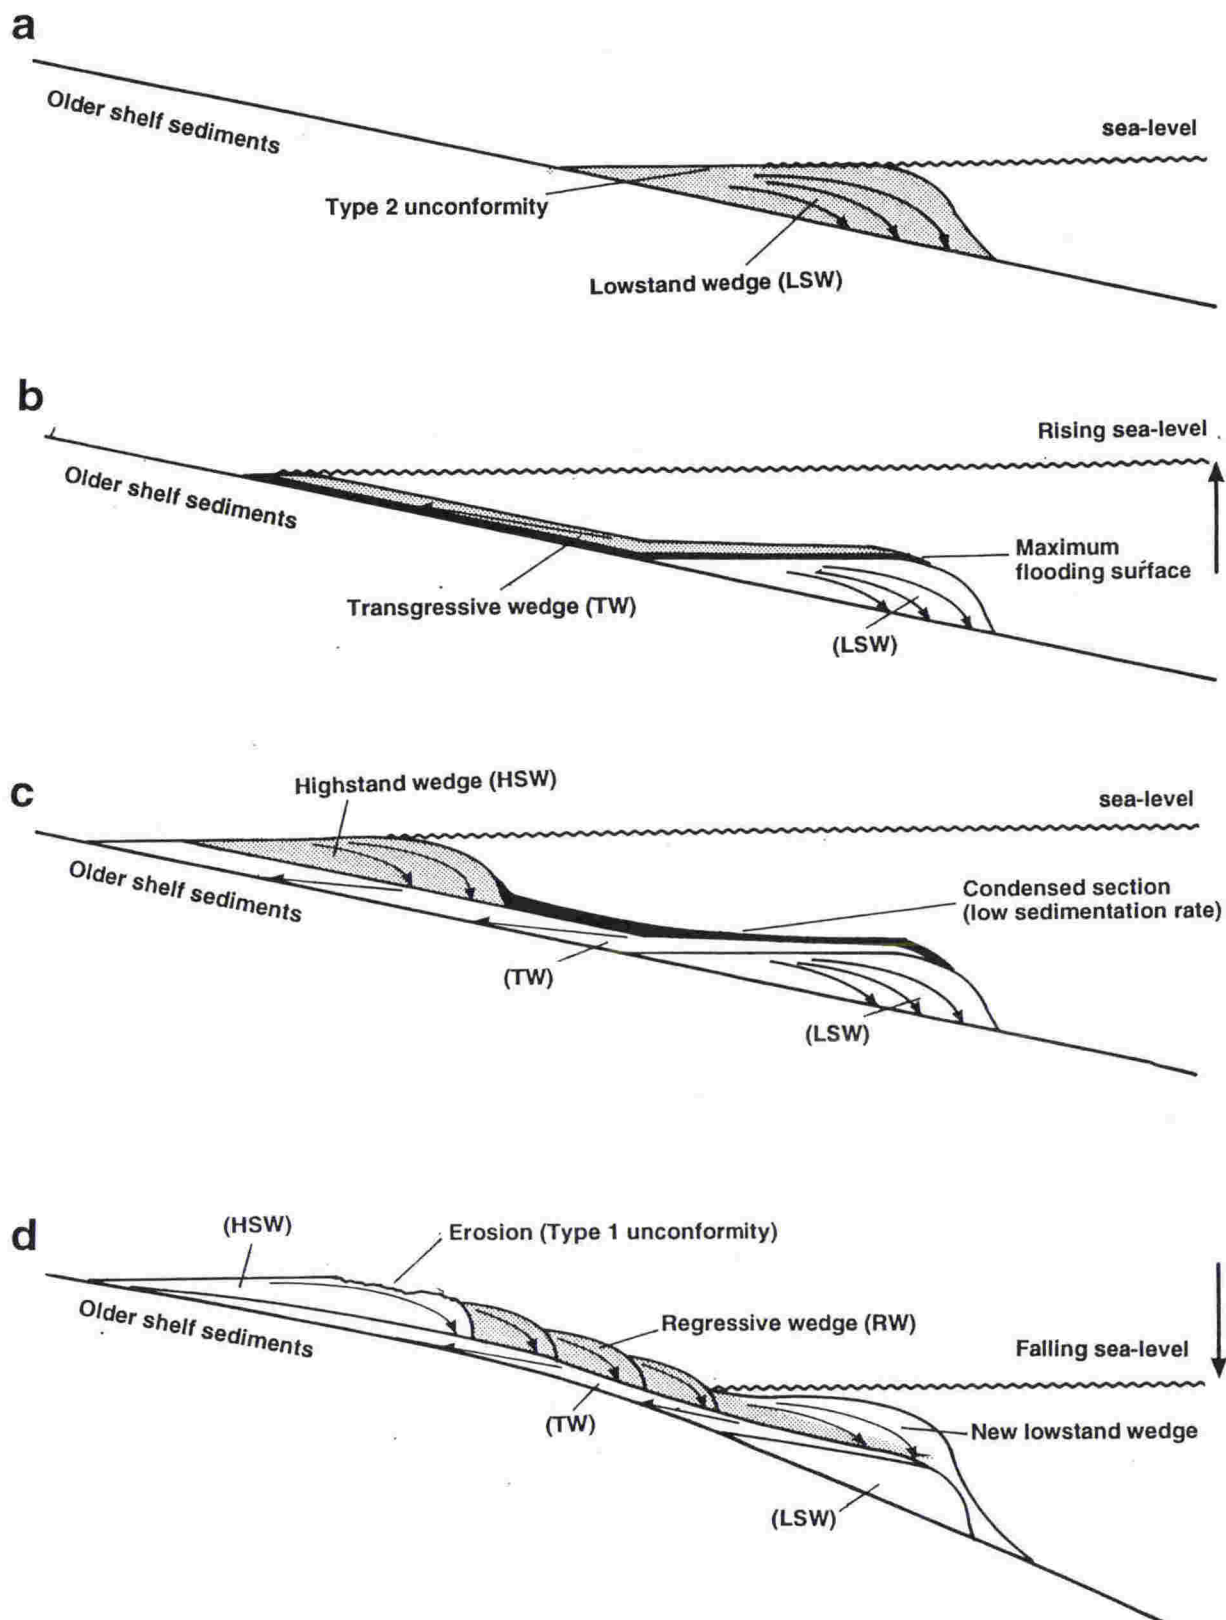 a
Older shelf sediments
sea-level
Type 2 unconformity
Lowstand wedge (LSW)
b
Rising sea-level
Older shelf sediments
Maximum
flooding surface
Transgressive wedge (TW)
(LSW)
c
Highstand wedge (HSW)
sea-level
Older shelf sediments
Condensed section
(low sedimentation rate)
(TW)
(LSW)
d
(HSW)
Erosion (Type 1 unconformity)
Older shelf sediments
Regressive wedge (RW)
Falling sea-level
(TW)
New lowstand wedge
(LSW)